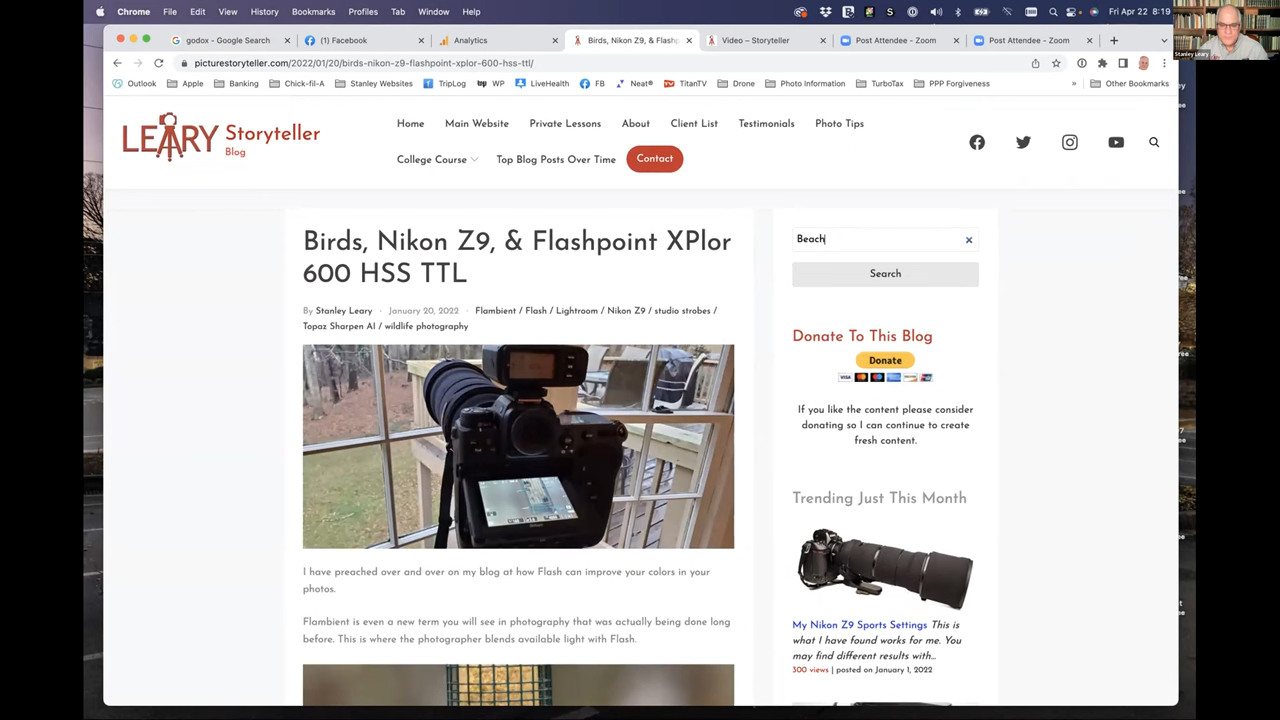 Chrome File Edit View History Bookmarks Profiles Tab Window Help
Fri Apr 22 8:19
godox - Google Search
(1) Facebook
Analytics
Birds, Nikon Z9, & Flashp
Video – Storyteller
Post Attendee - Zoom
Post Attendee - Zoom
picturestoryteller.com/2022/01/20/birds-nikon-z9-flashpoint-xplor-600-hss-ttl/
Outlook Apple Banking Chick-fil-A Stanley Websites TripLog WP LiveHealth FB Neat® TitanTV Drone Photo Information TurboTax PPP Forgiveness » Other Bookmarks
Stanley Leary
LEARY Storyteller
Blog
Home Main Website Private Lessons About Client List Testimonials Photo Tips
College Course Top Blog Posts Over Time Contact
Birds, Nikon Z9, & Flashpoint XPlor
600 HSS TTL
By Stanley Leary · January 20, 2022 · Flambient / Flash / Lightroom / Nikon Z9 / studio strobes /
Topaz Sharpen AI / wildlife photography
I have preached over and over on my blog at how Flash can improve your colors in your
photos.
Flambient is even a new term you will see in photography that was actually being done long
before. This is where the photographer blends available light with Flash.
Beach
Search
Donate To This Blog
Donate
VISA
If you like the content please consider
donating so I can continue to create
fresh content.
Trending Just This Month
My Nikon Z9 Sports Settings This is
what I have found works for me. You
may find different results with...
300 views | posted on January 1, 2022